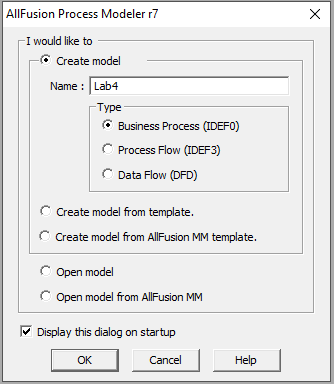 AllFusion Process Modeler r7
I would like to
Create model
Name : Lab4
Type
Business Process (IDEF0)
Process Flow (IDEF3)
Data Flow (DFD)
Create model from template.
Create model from AllFusion MM template.
Open model
Open model from AllFusion MM
Display this dialog on startup
OK Cancel Help